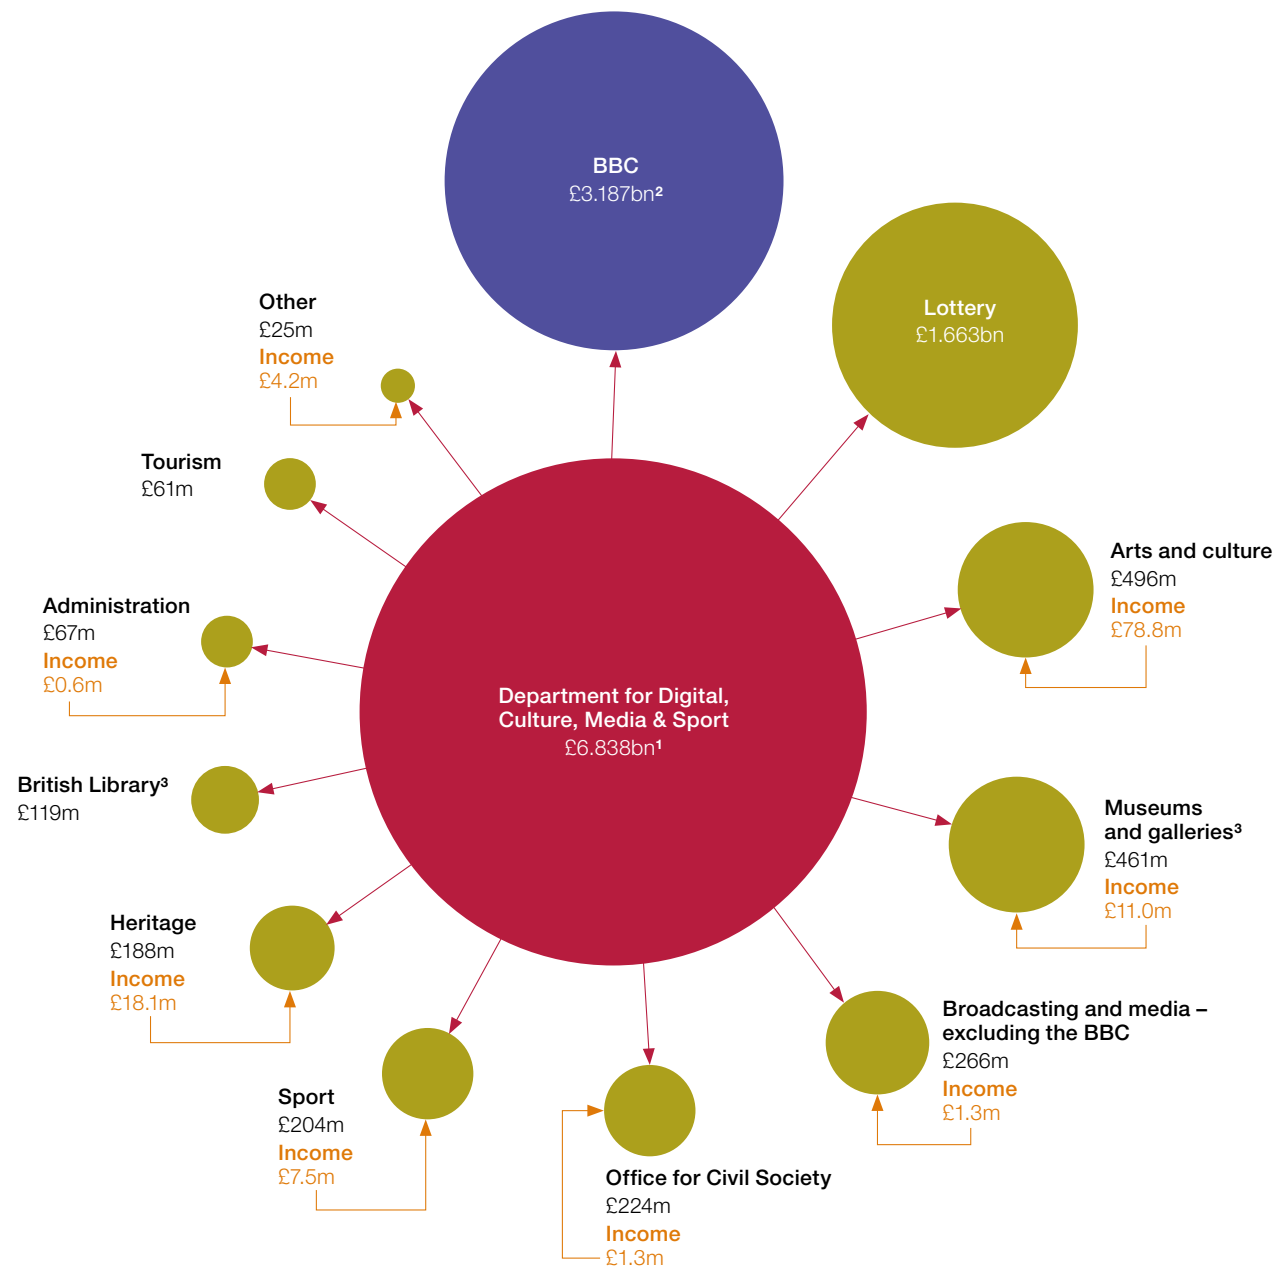 BBC
£3.187bn²
Lottery
£1.663bn
Other
£25m
Income
£4.2m
Tourism
£61m
Arts and culture
£496m
Income
£78.8m
Administration
£67m
Income
£0.6m
Department for Digital,
Culture, Media & Sport
£6.838bn¹
British Library³
£119m
Museums
and galleries³
£461m
Income
£11.0m
Heritage
£188m
Income
£18.1m
Broadcasting and media –
excluding the BBC
£266m
Income
£1.3m
Sport
£204m
Income
£7.5m
Office for Civil Society
£224m
Income
£1.3m